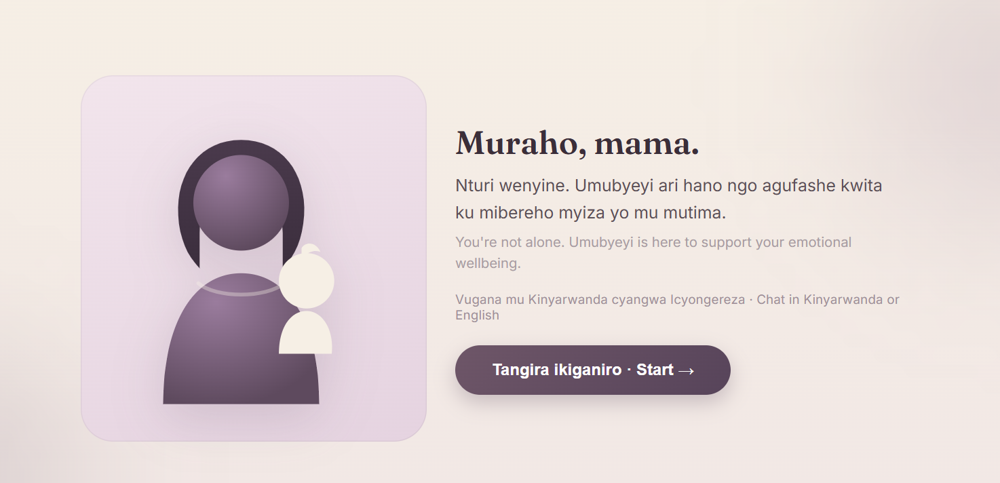 Muraho, mama.
Nturi wenyine. Umubyeyi ari hano ngo agufashe kwita
ku mibereho myiza yo mu mutima.
You're not alone. Umubyeyi is here to support your emotional
wellbeing.
Vugana mu Kinyarwanda cyangwa Icyongereza · Chat in Kinyarwanda or
English
Tangira ikiganiro · Start →